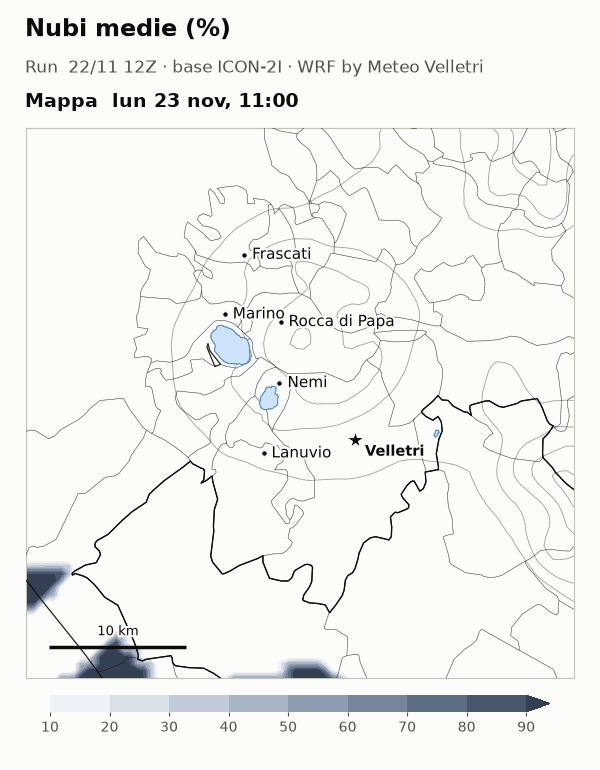 Nubi medie (%)
Run  22/11 12Z · base ICON-2I · WRF by Meteo Velletri
Mappa  lun 23 nov, 11:00
Frascati
Marino
Rocca di Papa
Nemi
Velletri
Lanuvio
10 km
10 20 30 40 50 60 70 80 90